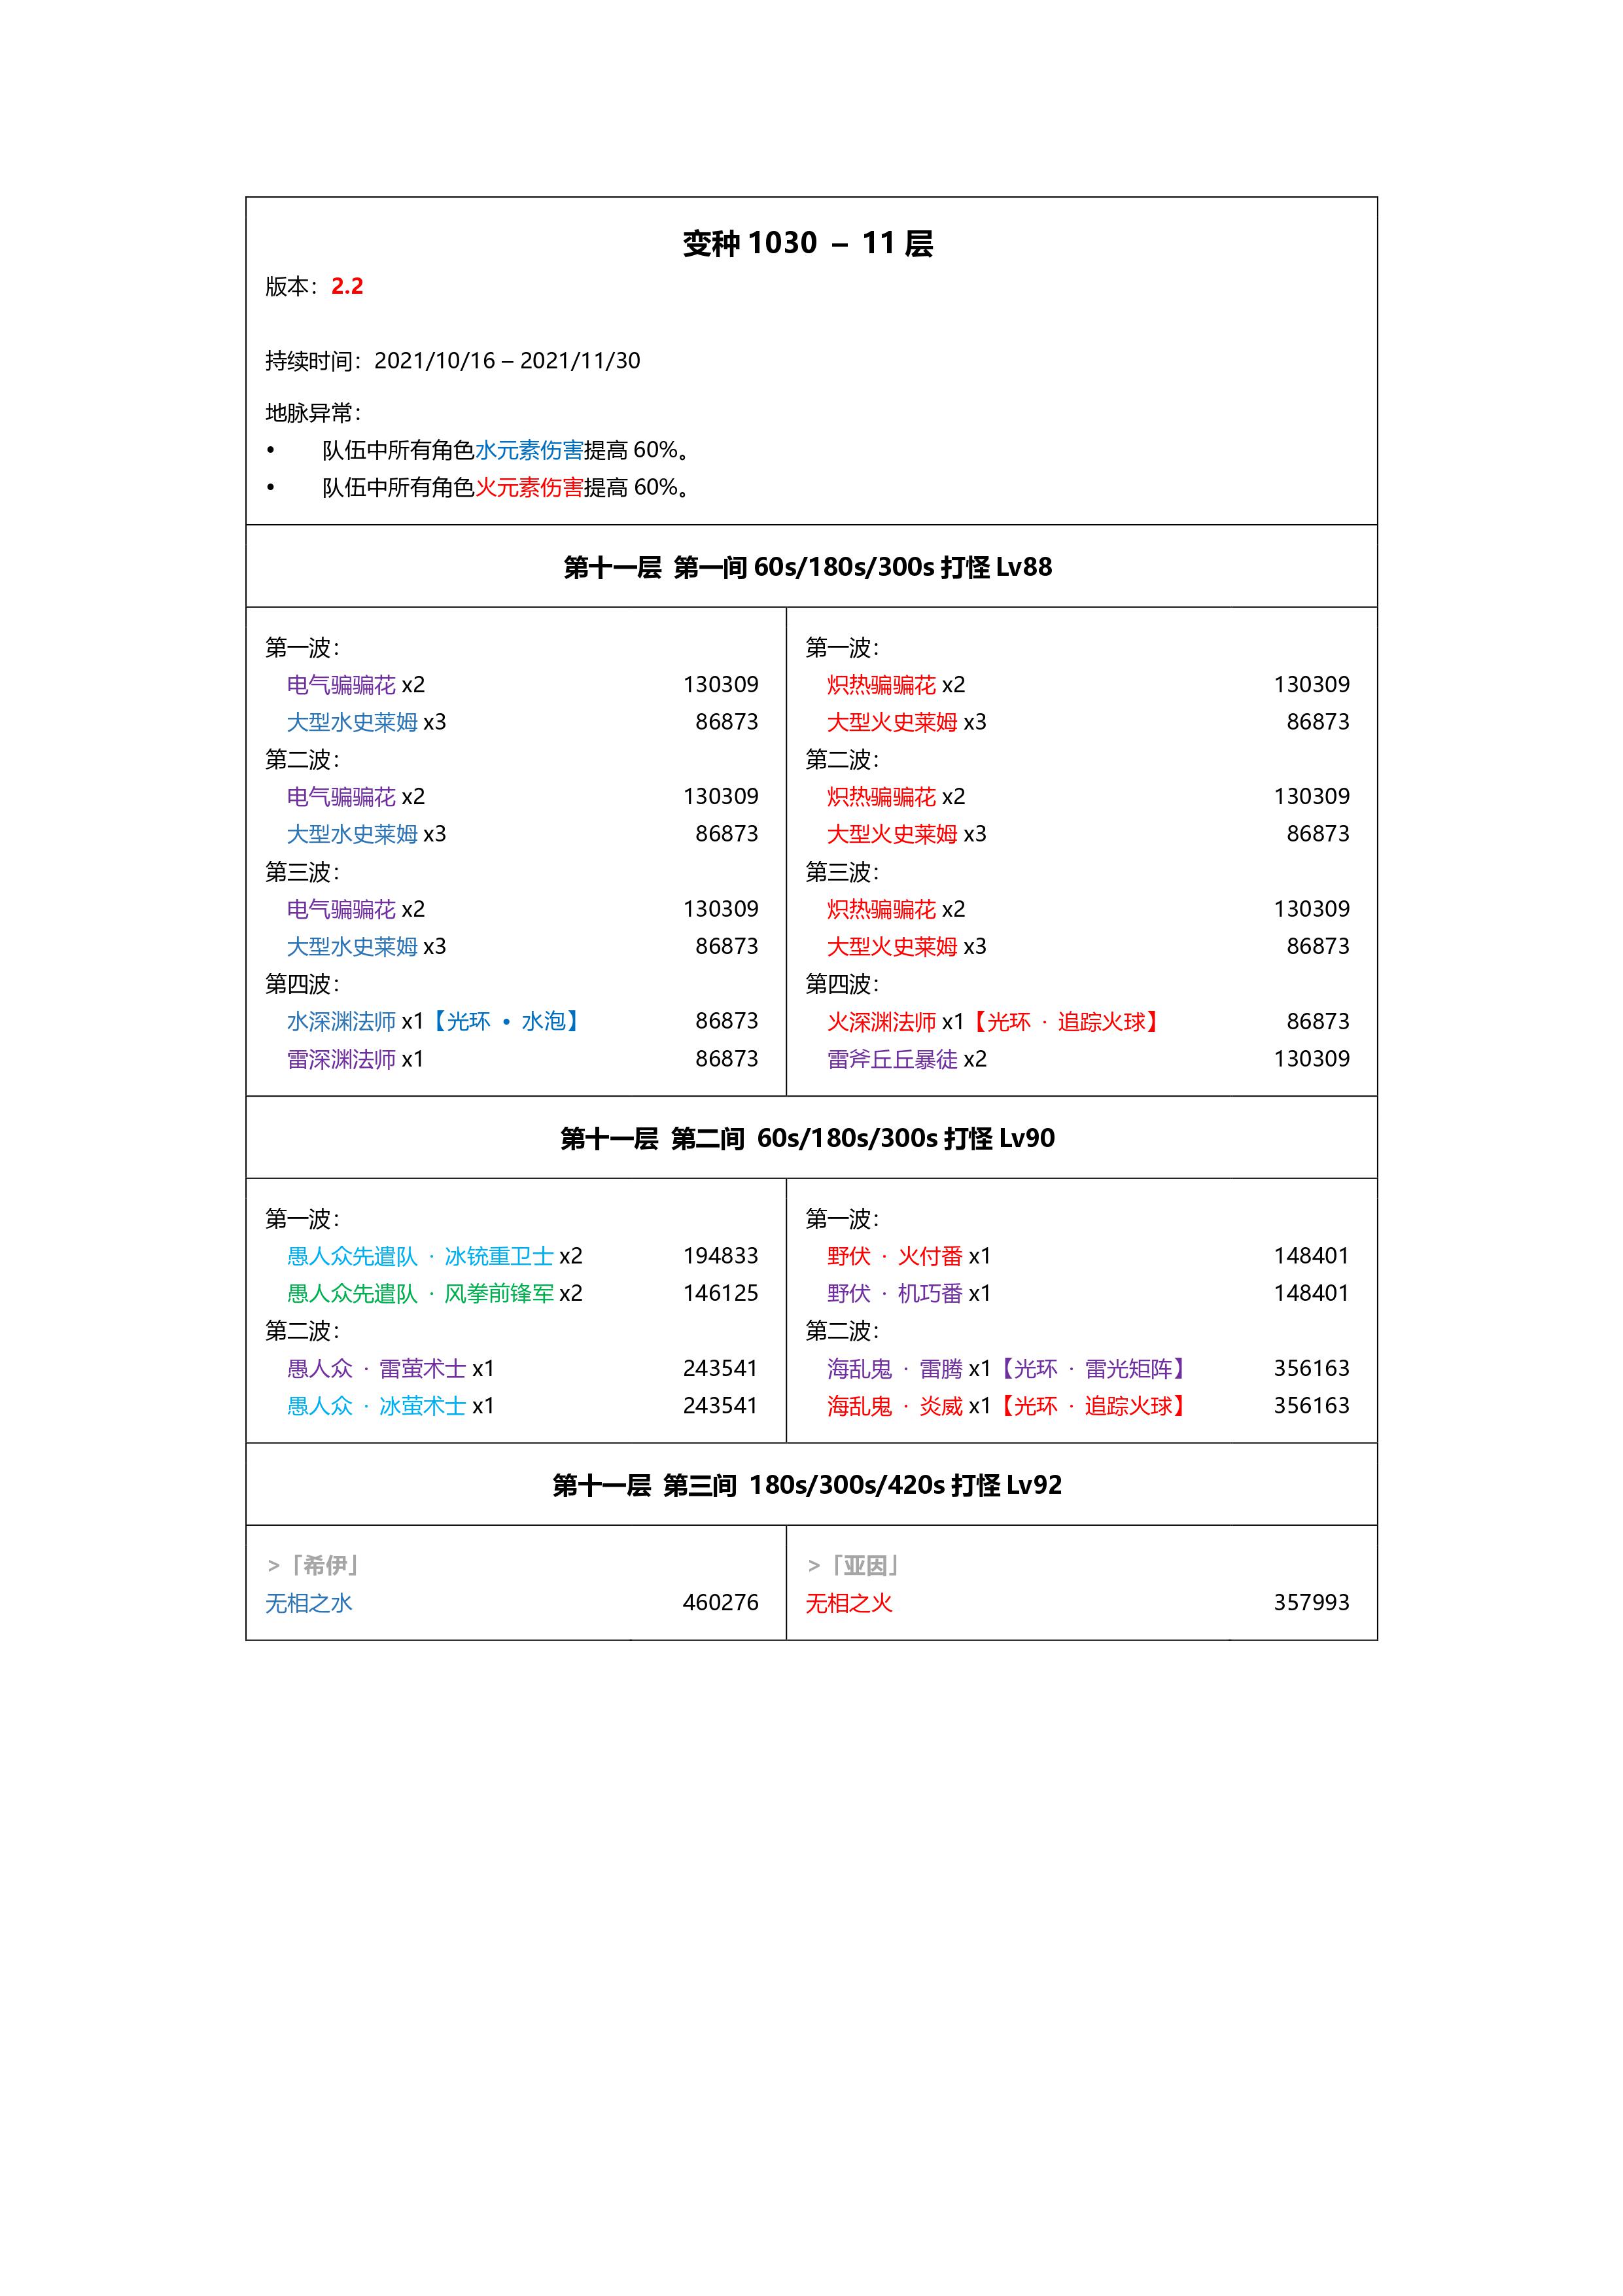 变种 1030 – 11 层
版本：2.2
持续时间：2021/10/16 – 2021/11/30
地脉异常：
• 队伍中所有角色水元素伤害提高 60%。
• 队伍中所有角色火元素伤害提高 60%。
第十一层 第一间 60s/180s/300s 打怪 Lv88
第一波：
电气骗骗花 x2 130309
大型水史莱姆 x3 86873
第二波：
电气骗骗花 x2 130309
大型水史莱姆 x3 86873
第三波：
电气骗骗花 x2 130309
大型水史莱姆 x3 86873
第四波：
水深渊法师 x1【光环 • 水泡】 86873
雷深渊法师 x1 86873
第一波：
炽热骗骗花 x2 130309
大型火史莱姆 x3 86873
第二波：
炽热骗骗花 x2 130309
大型火史莱姆 x3 86873
第三波：
炽热骗骗花 x2 130309
大型火史莱姆 x3 86873
第四波：
火深渊法师 x1【光环 · 追踪火球】 86873
雷斧丘丘暴徒 x2 130309
第十一层 第二间 60s/180s/300s 打怪 Lv90
第一波：
愚人众先遣队 · 冰铳重卫士 x2 194833
愚人众先遣队 · 风拳前锋军 x2 146125
第二波：
愚人众 · 雷萤术士 x1 243541
愚人众 · 冰萤术士 x1 243541
第一波：
野伏 · 火付番 x1 148401
野伏 · 机巧番 x1 148401
第二波：
海乱鬼 · 雷腾 x1【光环 · 雷光矩阵】 356163
海乱鬼 · 炎威 x1【光环 · 追踪火球】 356163
第十一层 第三间 180s/300s/420s 打怪 Lv92
>「希伊」
无相之水 460276
>「亚因」
无相之火 357993